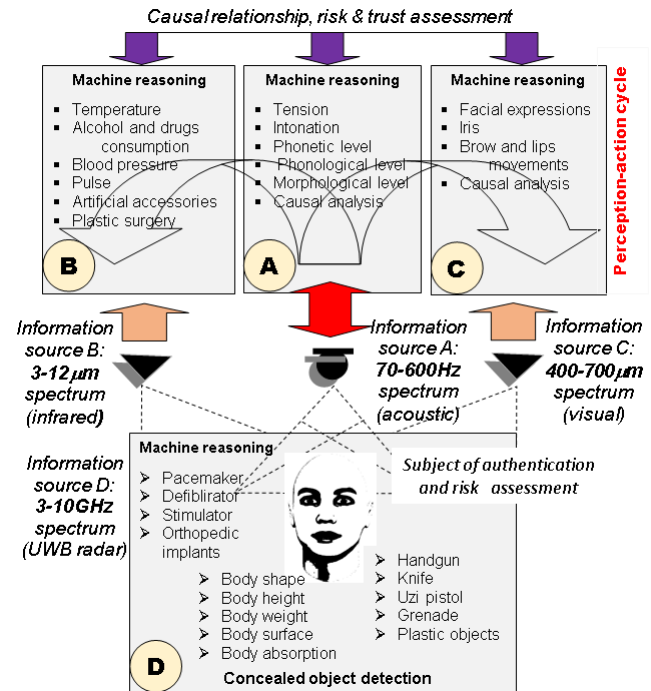 Causal relationship, risk & trust assessment
Machine reasoning
▪ Temperature
▪ Alcohol and drugs
consumption
▪ Blood pressure
▪ Pulse
▪ Artificial accessories
▪ Plastic surgery
B
Machine reasoning
▪ Tension
▪ Intonation
▪ Phonetic level
▪ Phonological level
▪ Morphological level
▪ Causal analysis
A
Machine reasoning
▪ Facial expressions
▪ Iris
▪ Brow and lips
movements
▪ Causal analysis
C
Perception-action cycle
Information
source B:
3-12μm
spectrum
(infrared)
Information
source A:
70-600Hz
spectrum
(acoustic)
Information
source C:
400-700μm
spectrum
(visual)
Information
source D:
3-10GHz
spectrum
(UWB radar)
Machine reasoning
➢ Pacemaker
➢ Defiblirator
➢ Stimulator
➢ Orthopedic
implants
Subject of authentication
and risk assessment
➢ Body shape
➢ Body height
➢ Body weight
➢ Body surface
➢ Body absorption
➢ Handgun
➢ Knife
➢ Uzi pistol
➢ Grenade
➢ Plastic objects
D
Concealed object detection